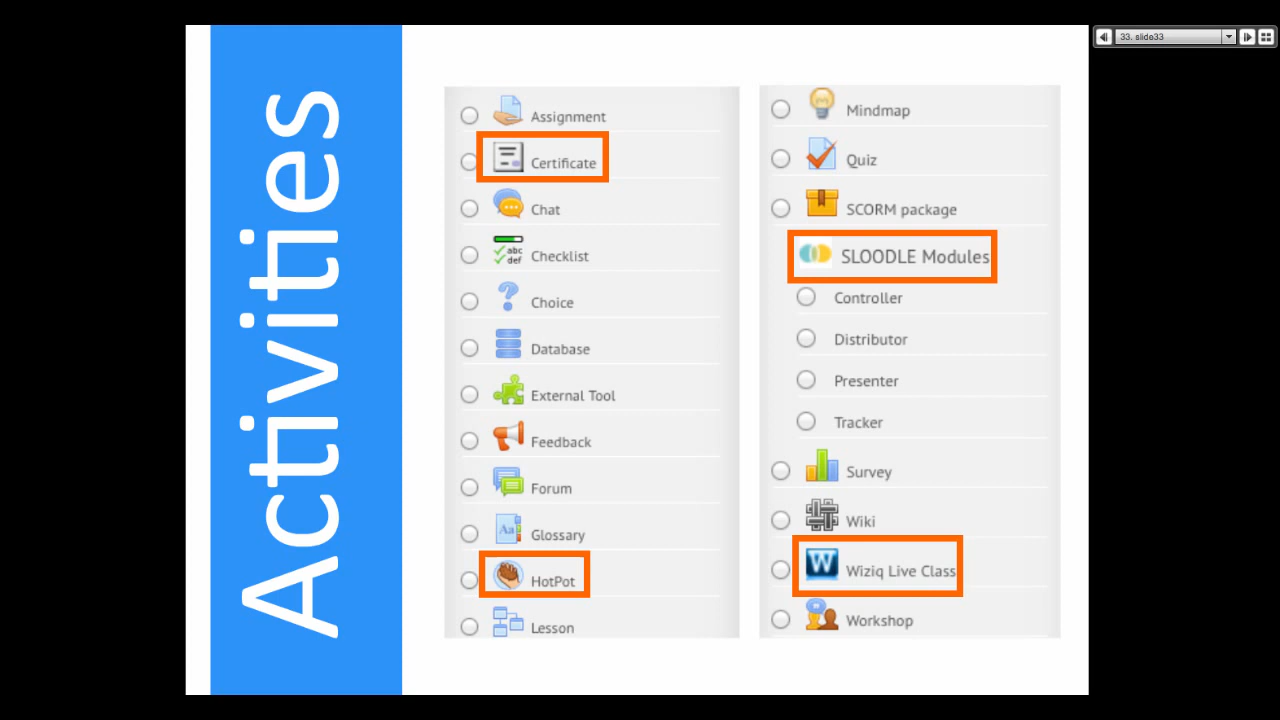 33. slide33
Activities
Assignment
Certificate
Chat
abc
def
Checklist
Choice
Database
External Tool
Feedback
Forum
Aa
Glossary
HotPot
Lesson
Mindmap
Quiz
SCORM package
SLOODLE Modules
Controller
Distributor
Presenter
Tracker
Survey
Wiki
W
Wiziq Live Class
Workshop